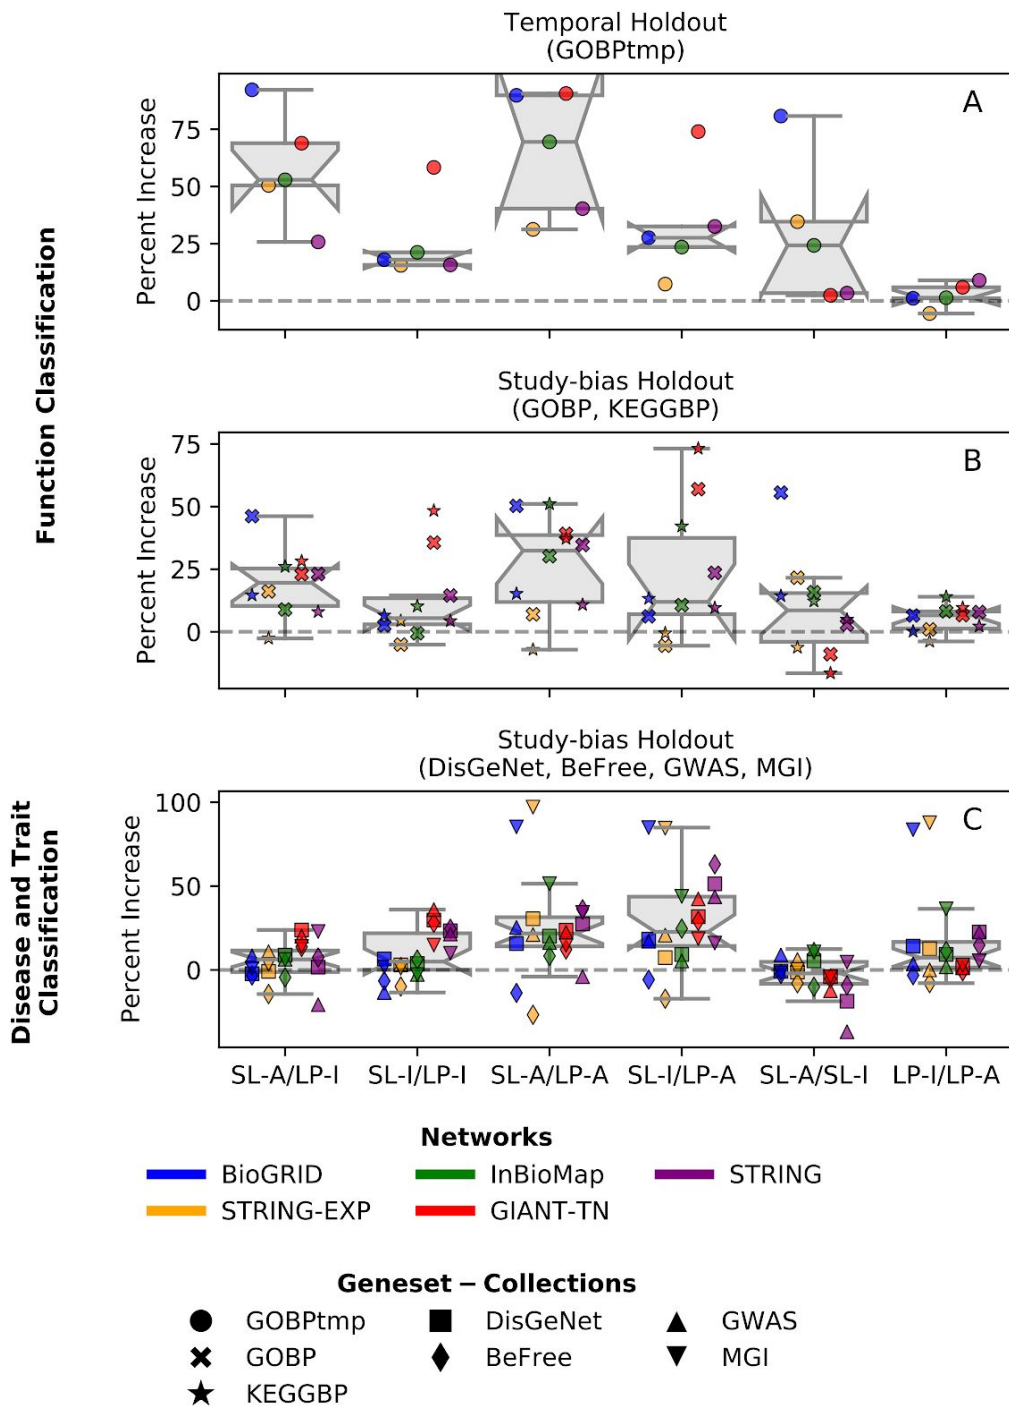 Temporal Holdout
(GOBPtmp)
A
Percent Increase
75
50
25
0
Function Classification
Study-bias Holdout
(GOBP, KEGGBP)
B
Percent Increase
75
50
25
0
Study-bias Holdout
(DisGeNet, BeFree, GWAS, MGI)
C
Disease and Trait
Classification
Percent Increase
100
50
0
SL-A/LP-I SL-I/LP-I SL-A/LP-A SL-I/LP-A SL-A/SL-I LP-I/LP-A
Networks
BioGRID InBioMap STRING
STRING-EXP GIANT-TN
Geneset – Collections
GOBPtmp DisGeNet GWAS
GOBP BeFree MGI
KEGGBP